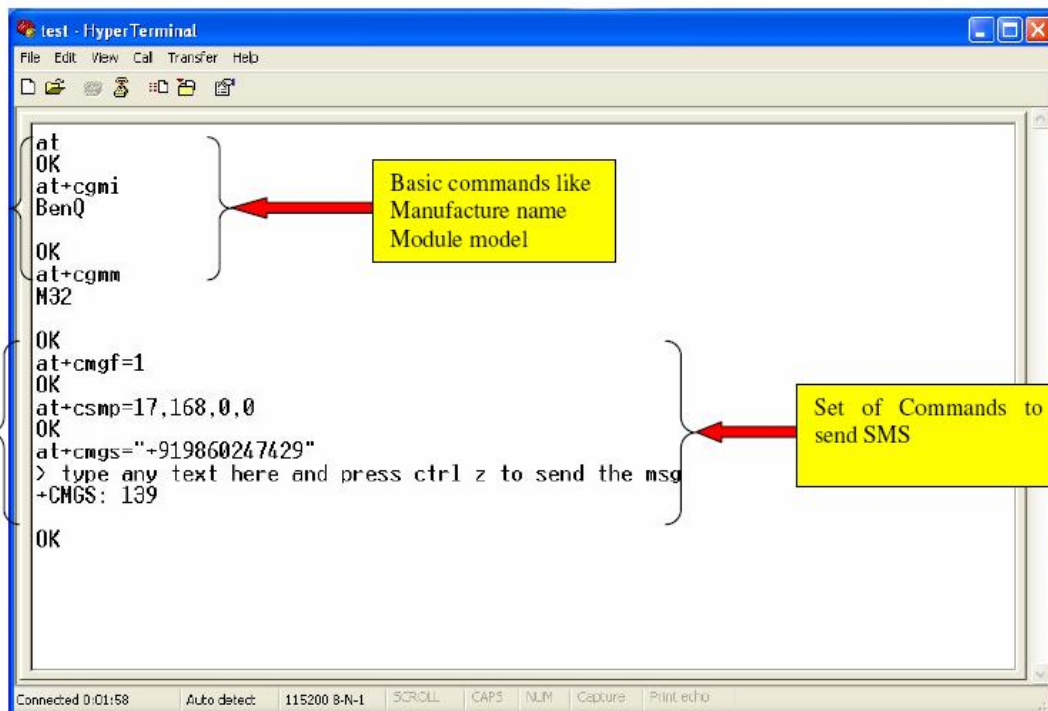 test - HyperTerminal
File Edit View Call Transfer Help
at
OK
at+cgmi
BenQ
OK
at+cgmm
M32
OK
at+cmgf=1
OK
at+csmp=17,168,0,0
OK
at+cmgs="+919860247429"
> type any text here and press ctrl z to send the msg
+CMGS: 139
OK
Basic commands like
Manufacture name
Module model
Set of Commands to
send SMS
Connected 0:01:58 Auto detect 115200 8-N-1 SCROLL CAPS NUM Capture Print echo